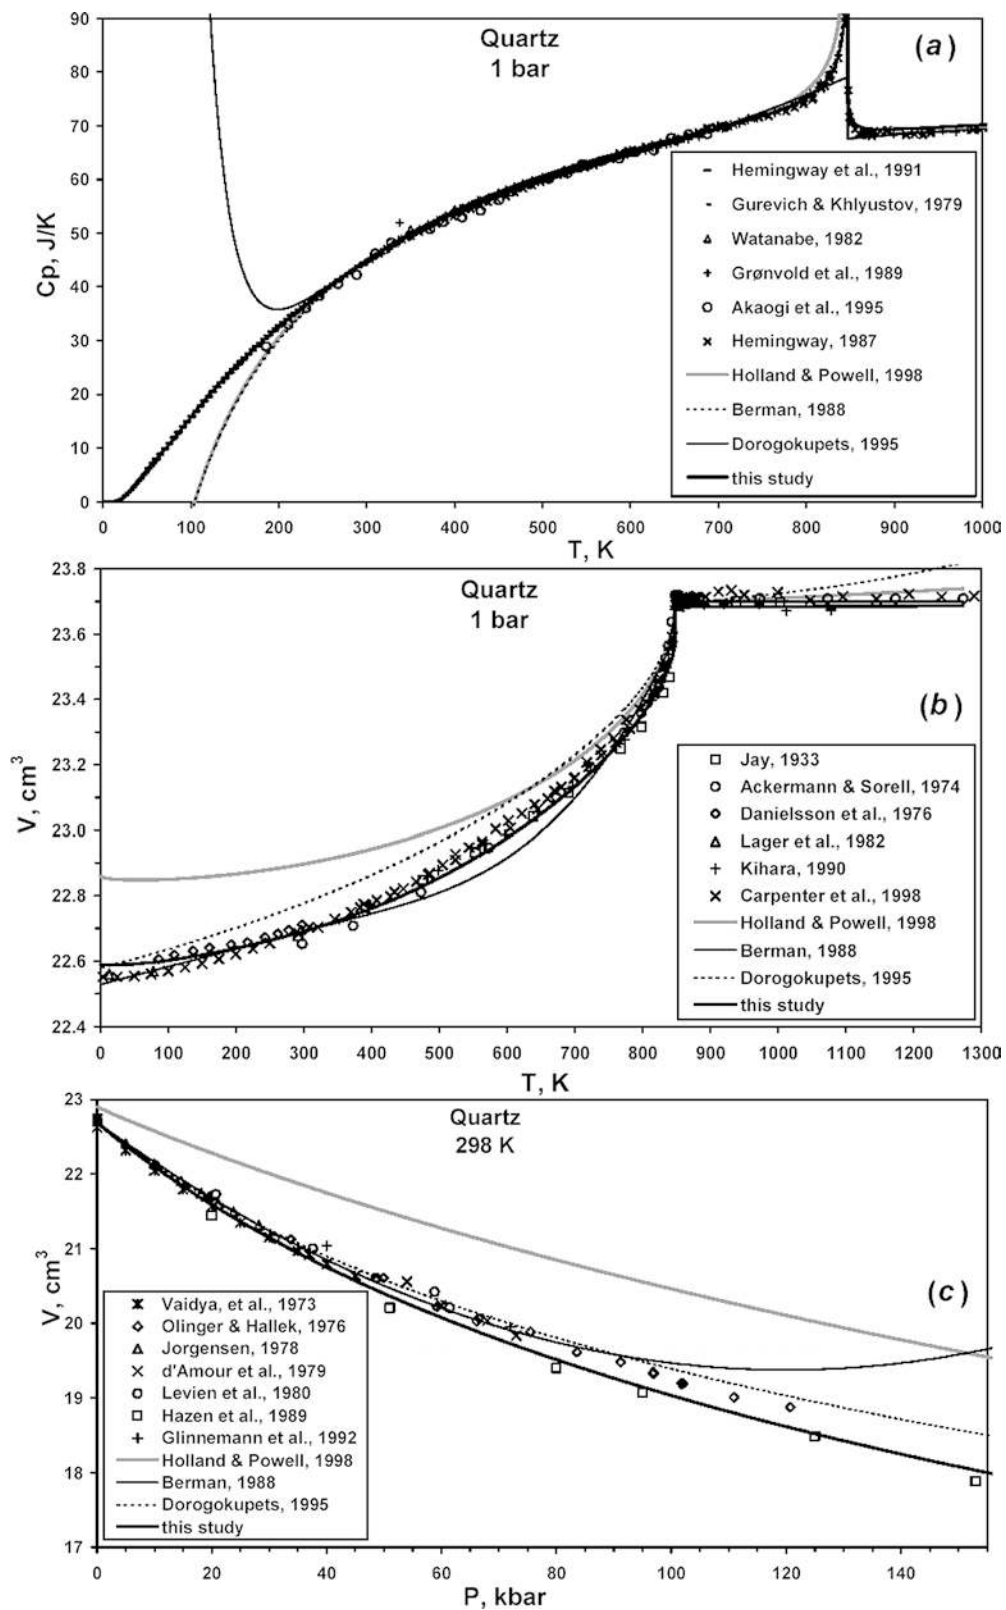 Quartz
1 bar
(a)
90
80
70
60
50
40
30
20
10
0
Cp, J/K
Hemingway et al., 1991
Gurevich & Khlyustov, 1979
Watanabe, 1982
Grønvold et al., 1989
Akaogi et al., 1995
Hemingway, 1987
Holland & Powell, 1998
Berman, 1988
Dorogokupets, 1995
this study
0 100 200 300 400 500 600 700 800 900 1000
T, K
Quartz
1 bar
(b)
23.8
23.6
23.4
23.2
23.0
22.8
22.6
22.4
V, cm³
Jay, 1933
Ackermann & Sorell, 1974
Danielsson et al., 1976
Lager et al., 1982
Kihara, 1990
Carpenter et al., 1998
Holland & Powell, 1998
Berman, 1988
Dorogokupets, 1995
this study
0 100 200 300 400 500 600 700 800 900 1000 1100 1200 1300
T, K
Quartz
298 K
(c)
23
22
21
20
19
18
17
V, cm³
Vaidya, et al., 1973
Olinger & Hallek, 1976
Jorgensen, 1978
d'Amour et al., 1979
Levien et al., 1980
Hazen et al., 1989
Glinnemann et al., 1992
Holland & Powell, 1998
Berman, 1988
Dorogokupets, 1995
this study
0 20 40 60 80 100 120 140
P, kbar